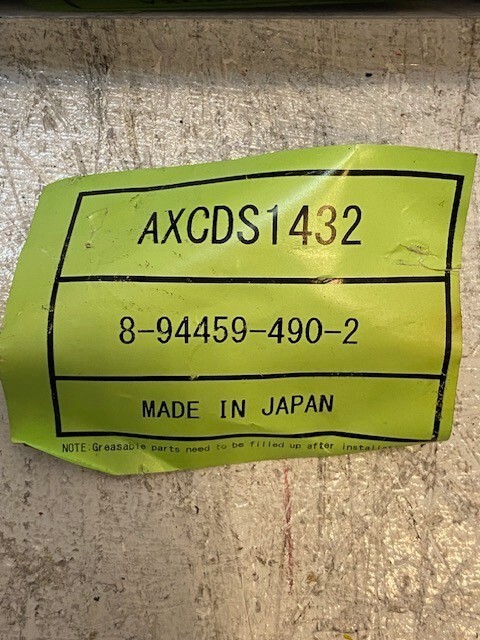 AXCDS1432
8-94459-490-2
MADE IN JAPAN
NOTE:Greasable parts need to be filled up after